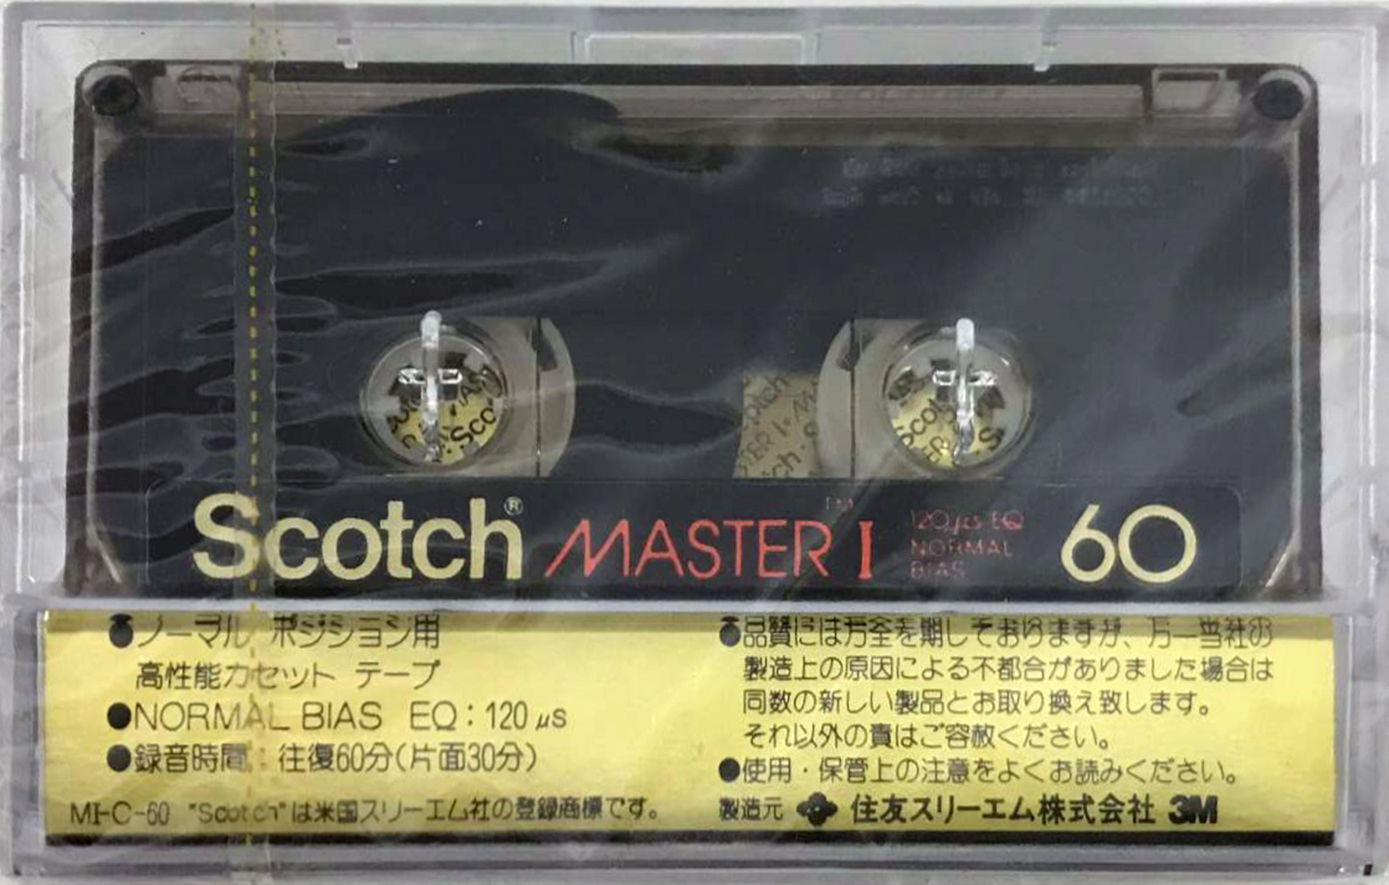 Scotch® MASTER I™ 120μs EQ NORMAL BIAS 60
●ノーマル ポジション用
高性能カセット テープ
●NORMAL BIAS EQ：120μs
●録音時間：往復60分(片面30分)
MI-C-60 "Scotch"は米国スリーエム社の登録商標です。
●品質には万全を期しておりますが、万一当社の
製造上の原因による不都合がありました場合は
同数の新しい製品とお取り換え致します。
それ以外の責はご容赦ください。
●使用・保管上の注意をよくお読みください。
製造元 住友スリーエム株式会社 3M